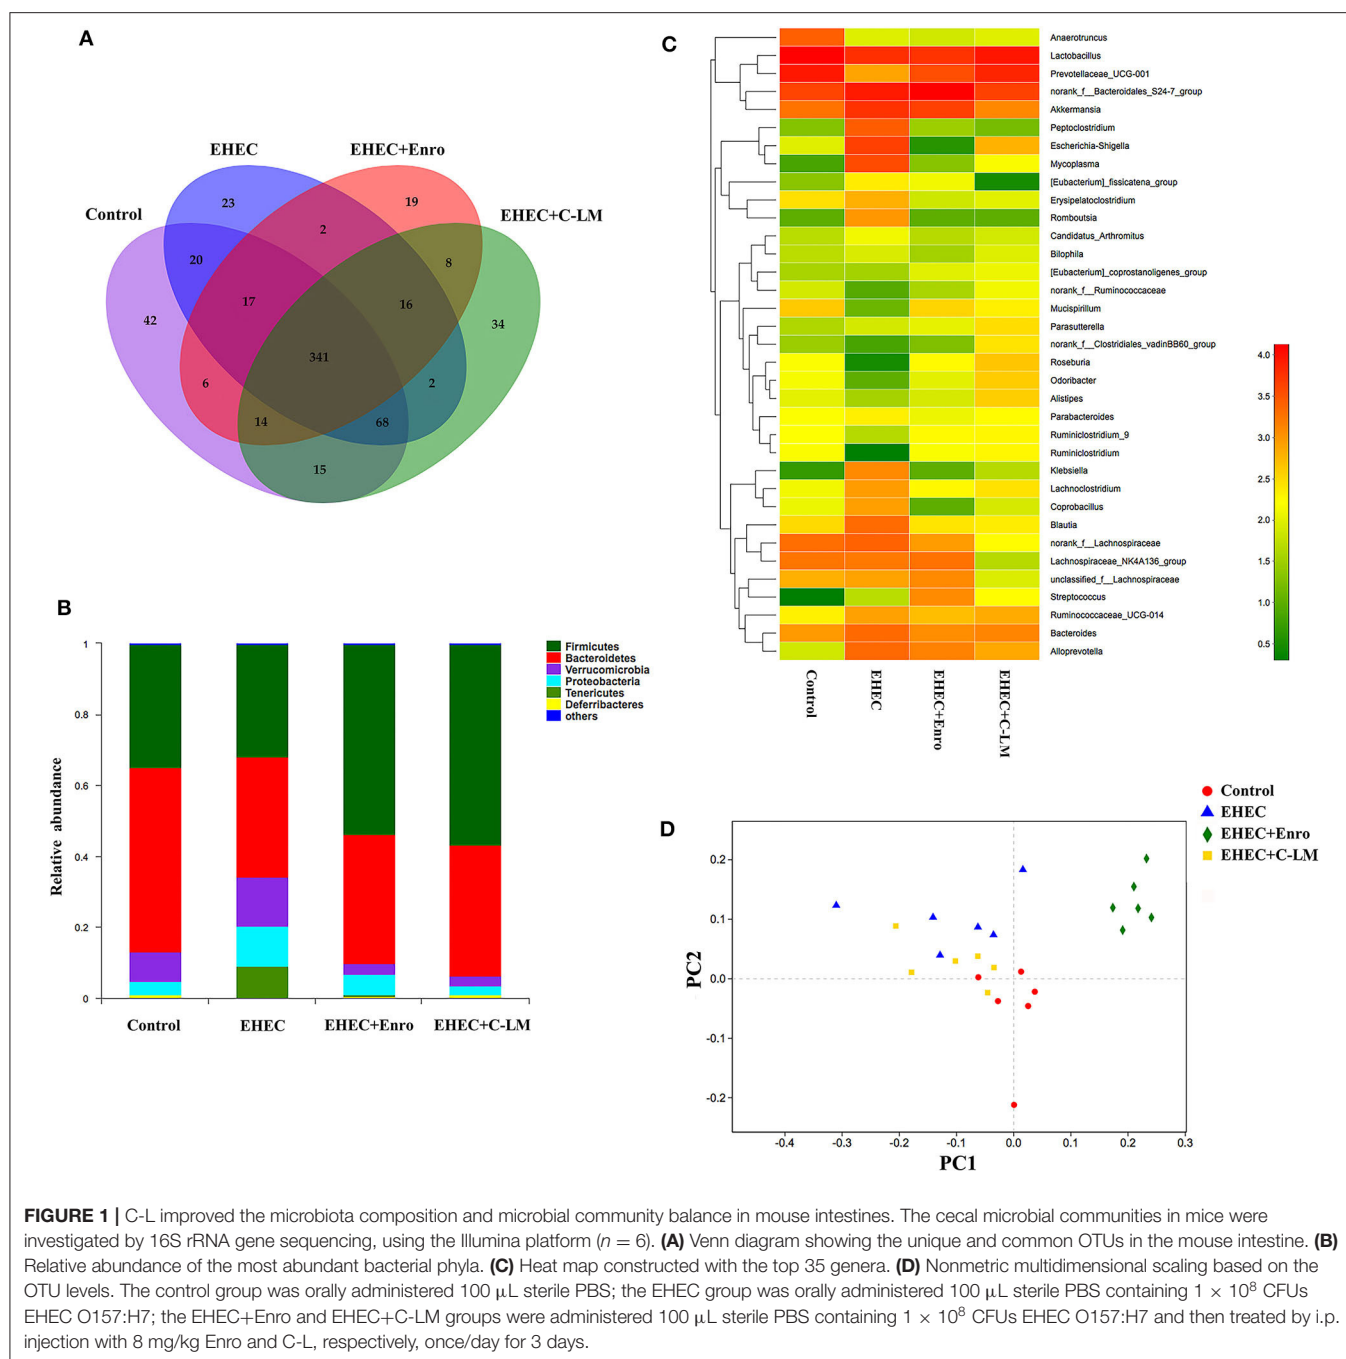 A
EHEC
EHEC+Enro
Control
EHEC+C-LM
23
19
2
20
8
17
16
42
34
341
6
2
14
68
15
B
Relative abundance
1
0.8
0.6
0.4
0.2
0
Control
EHEC
EHEC+Enro
EHEC+C-LM
Firmicutes
Bacteroidetes
Verrucomicrobia
Proteobacteria
Tenericutes
Deferribacteres
others
C
Anaerotruncus
Lactobacillus
Prevotellaceae_UCG-001
norank_f__Bacteroidales_S24-7_group
Akkermansia
Peptoclostridium
Escherichia-Shigella
Mycoplasma
[Eubacterium]_fissicatena_group
Erysipelatoclostridium
Romboutsia
Candidatus_Arthromitus
Bilophila
[Eubacterium]_coprostanoligenes_group
norank_f__Ruminococcaceae
Mucispirillum
Parasutterella
norank_f__Clostridiales_vadinBB60_group
Roseburia
Odoribacter
Alistipes
Parabacteroides
Ruminiclostridium_9
Ruminiclostridium
Klebsiella
Lachnoclostridium
Coprobacillus
Blautia
norank_f__Lachnospiraceae
Lachnospiraceae_NK4A136_group
unclassified_f__Lachnospiraceae
Streptococcus
Ruminococcaceae_UCG-014
Bacteroides
Alloprevotella
Control
EHEC
EHEC+Enro
EHEC+C-LM
4.0
3.5
3.0
2.5
2.0
1.5
1.0
0.5
D
Control
EHEC
EHEC+Enro
EHEC+C-LM
PC2
0.2
0.1
0.0
-0.1
-0.2
-0.4
-0.3
-0.2
-0.1
0.0
0.1
0.2
0.3
PC1
FIGURE 1 | C-L improved the microbiota composition and microbial community balance in mouse intestines. The cecal microbial communities in mice were
investigated by 16S rRNA gene sequencing, using the Illumina platform (n = 6). (A) Venn diagram showing the unique and common OTUs in the mouse intestine. (B)
Relative abundance of the most abundant bacterial phyla. (C) Heat map constructed with the top 35 genera. (D) Nonmetric multidimensional scaling based on the
OTU levels. The control group was orally administered 100 μL sterile PBS; the EHEC group was orally administered 100 μL sterile PBS containing 1 × 10⁸ CFUs
EHEC O157:H7; the EHEC+Enro and EHEC+C-LM groups were administered 100 μL sterile PBS containing 1 × 10⁸ CFUs EHEC O157:H7 and then treated by i.p.
injection with 8 mg/kg Enro and C-L, respectively, once/day for 3 days.